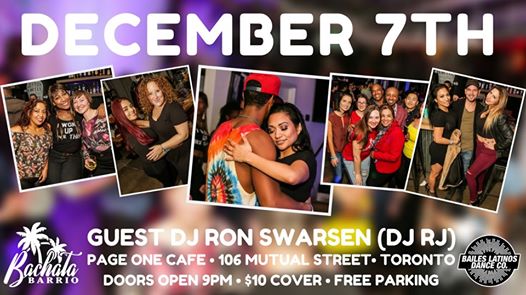 DECEMBER 7TH
GUEST DJ RON SWARSEN (DJ RJ)
PAGE ONE CAFE • 106 MUTUAL STREET• TORONTO
DOORS OPEN 9PM • $10 COVER • FREE PARKING
Bachata
BARRIO
BAILES LATINOS
DANCE CO.